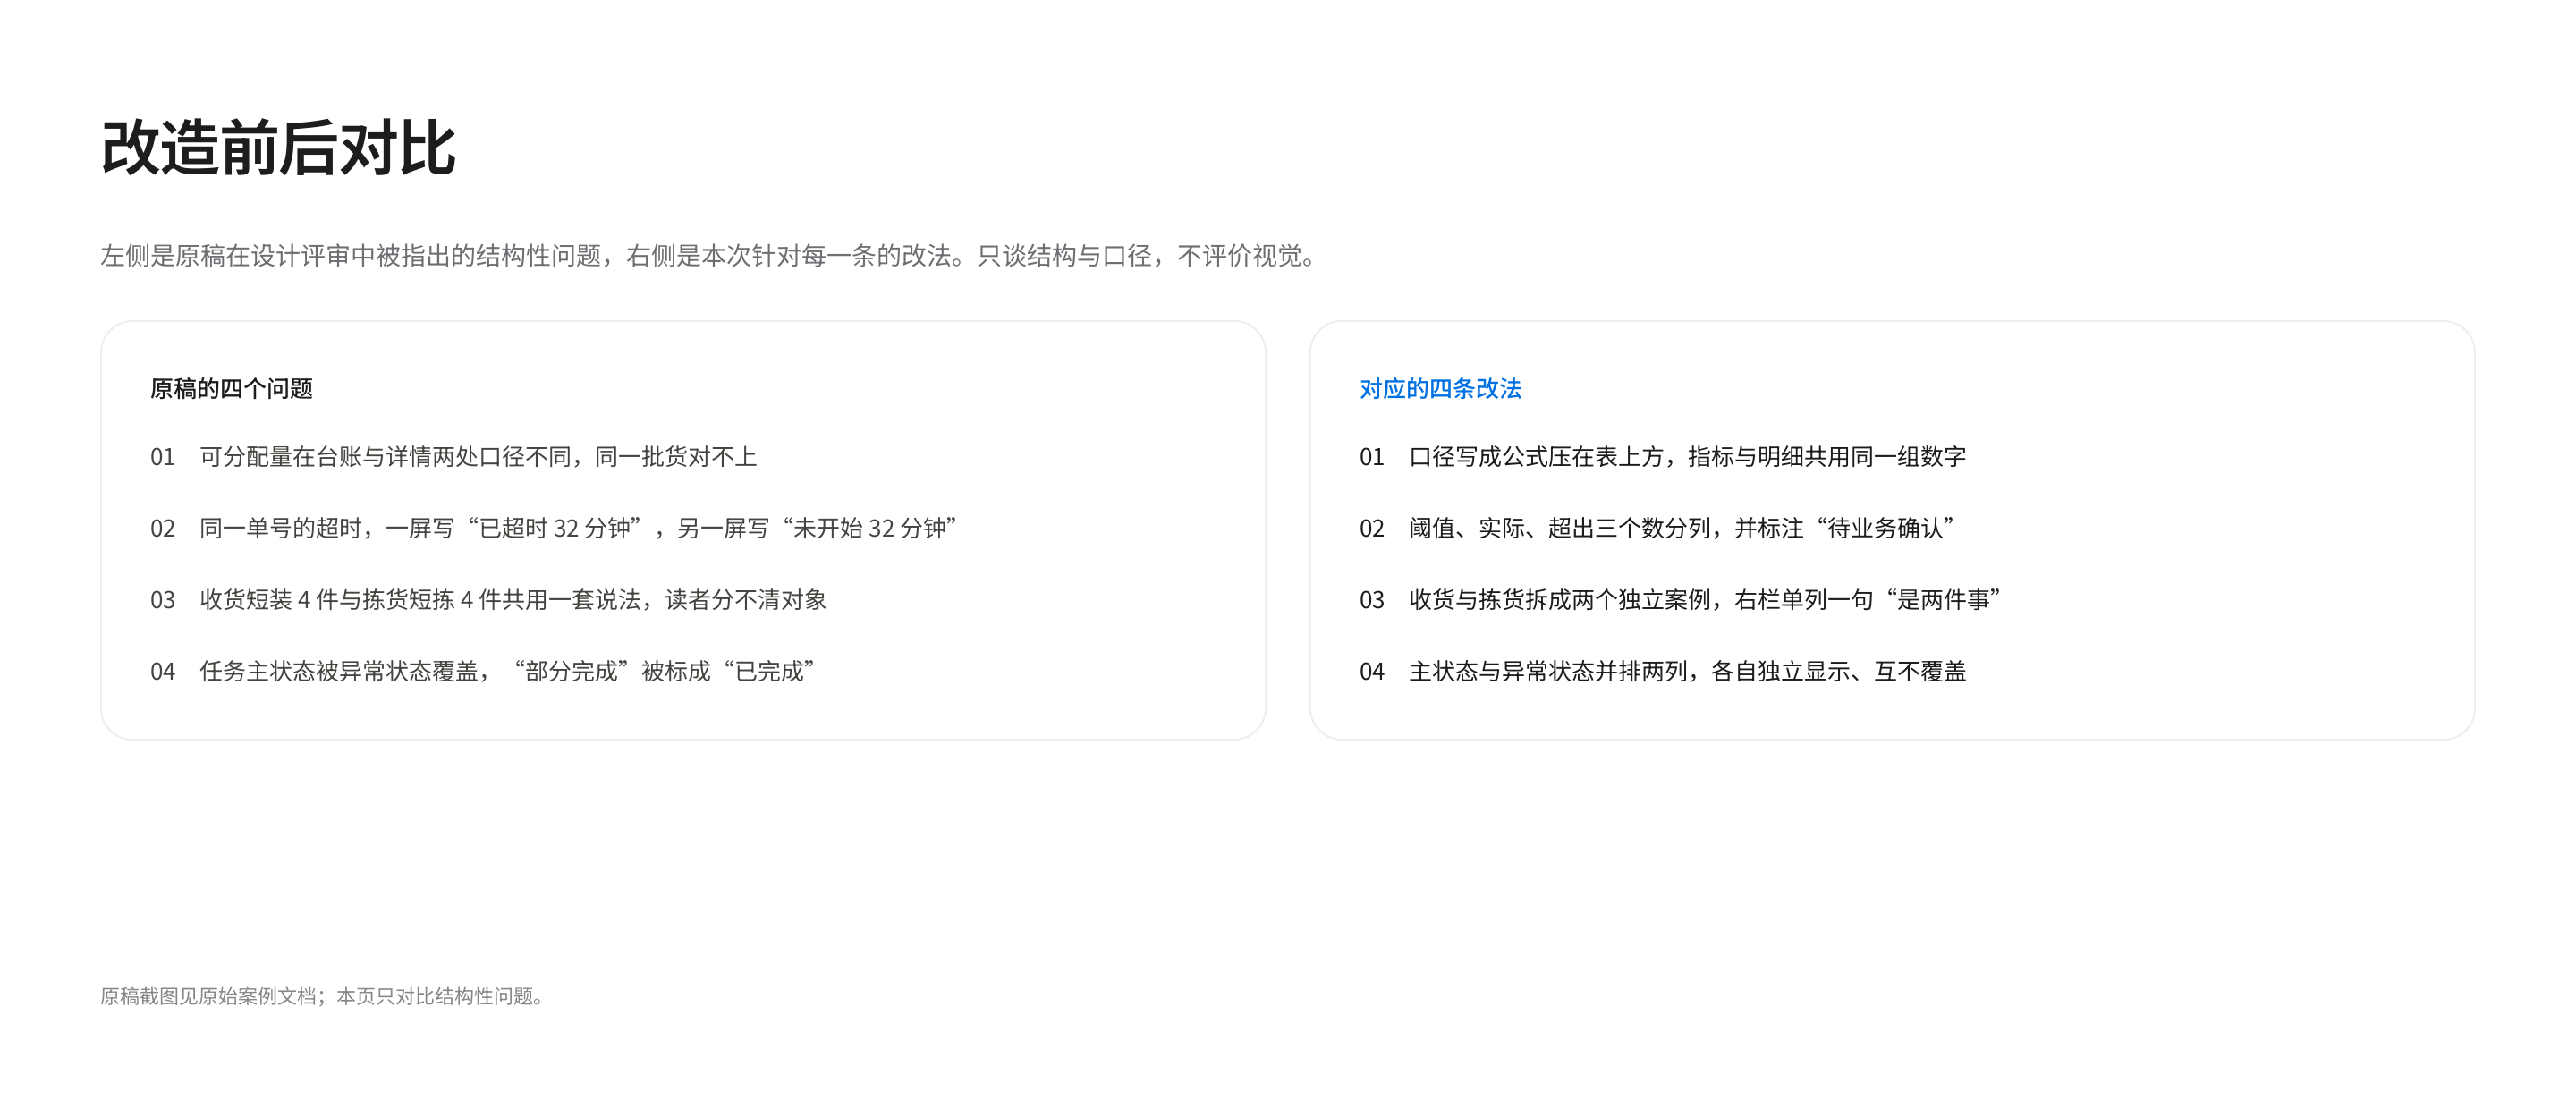 改造前后对比
左侧是原稿在设计评审中被指出的结构性问题，右侧是本次针对每一条的改法。只谈结构与口径，不评价视觉。
原稿的四个问题
01 可分配量在台账与详情两处口径不同，同一批货对不上
02 同一单号的超时，一屏写“已超时 32 分钟”，另一屏写“未开始 32 分钟”
03 收货短装 4 件与拣货短拣 4 件共用一套说法，读者分不清对象
04 任务主状态被异常状态覆盖，“部分完成”被标成“已完成”
对应的四条改法
01 口径写成公式压在表上方，指标与明细共用同一组数字
02 阈值、实际、超出三个数分列，并标注“待业务确认”
03 收货与拣货拆成两个独立案例，右栏单列一句“是两件事”
04 主状态与异常状态并排两列，各自独立显示、互不覆盖
原稿截图见原始案例文档；本页只对比结构性问题。